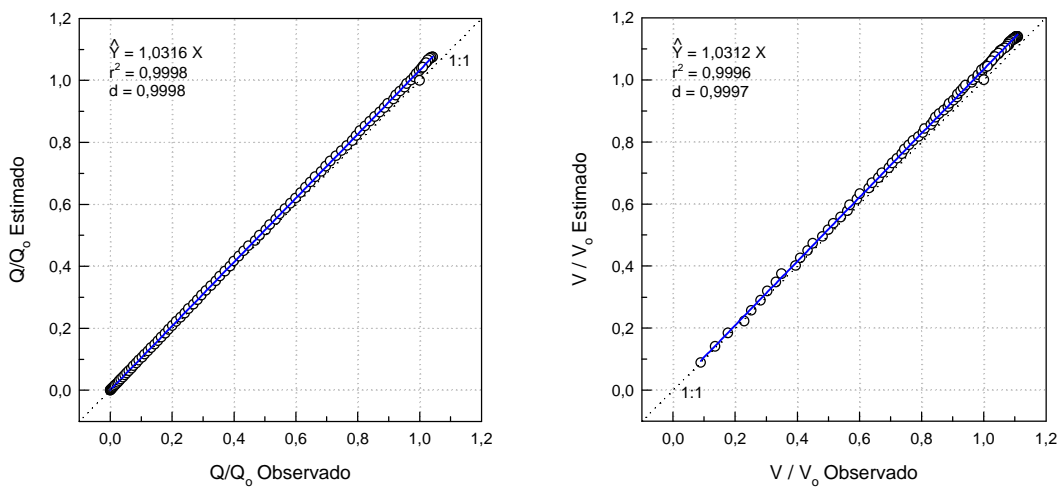 Ŷ = 1,0316 X
r² = 0,9998
d = 0,9998
1:1
1,2
1,0
0,8
0,6
0,4
0,2
0,0
Q/Qₒ Estimado
0,0 0,2 0,4 0,6 0,8 1,0 1,2
Q/Qₒ Observado
Ŷ = 1,0312 X
r² = 0,9996
d = 0,9997
1:1
1,2
1,0
0,8
0,6
0,4
0,2
0,0
V / Vₒ Estimado
0,0 0,2 0,4 0,6 0,8 1,0 1,2
V / Vₒ Observado